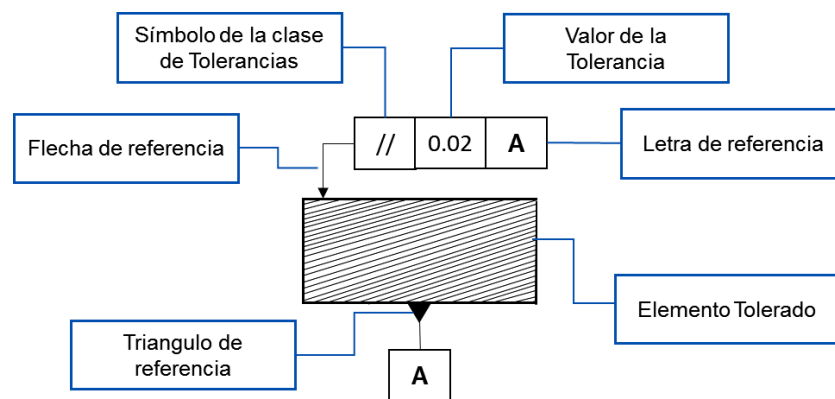 Símbolo de la clase
de Tolerancias
Valor de la
Tolerancia
Flecha de referencia
// 0.02 A
Letra de referencia
Elemento Tolerado
Triangulo de
referencia
A